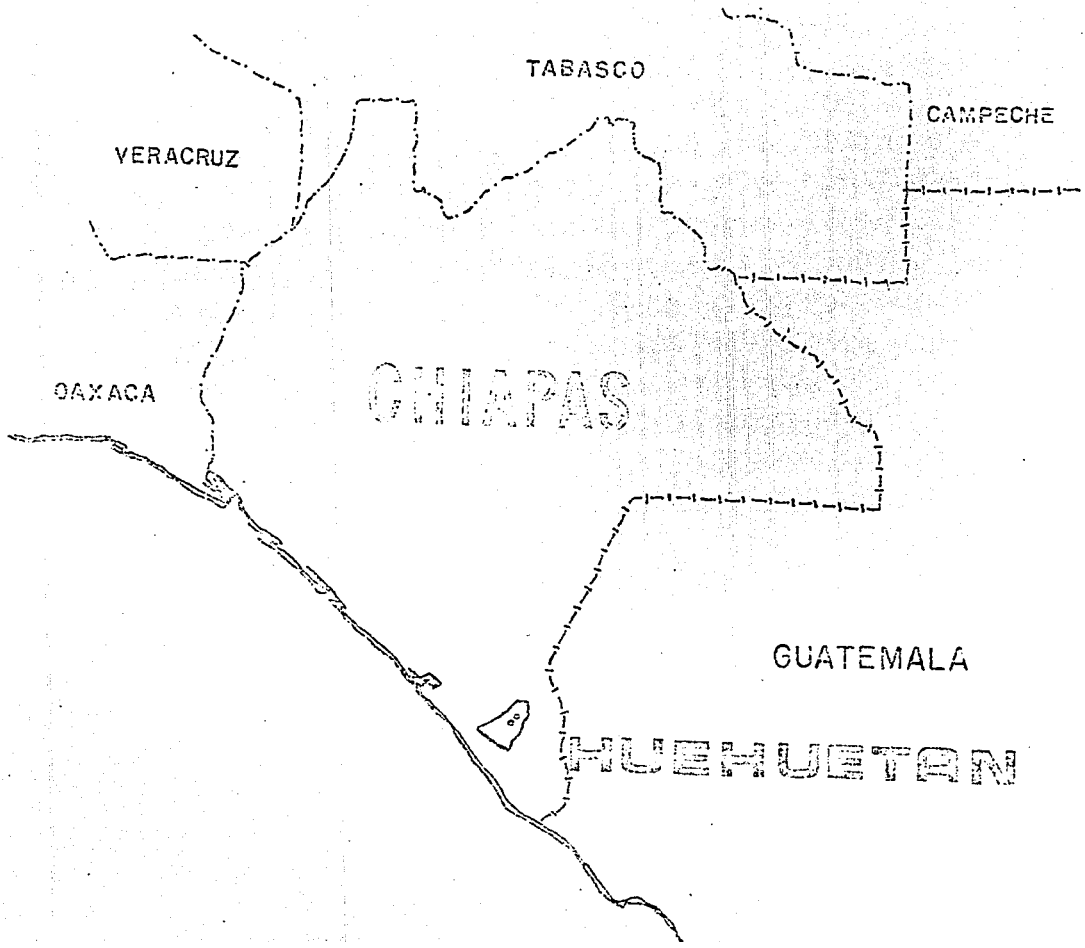 TABASCO
CAMPECHE
VERACRUZ
OAXACA
CHIAPAS
GUATEMALA
HUEHUETAN